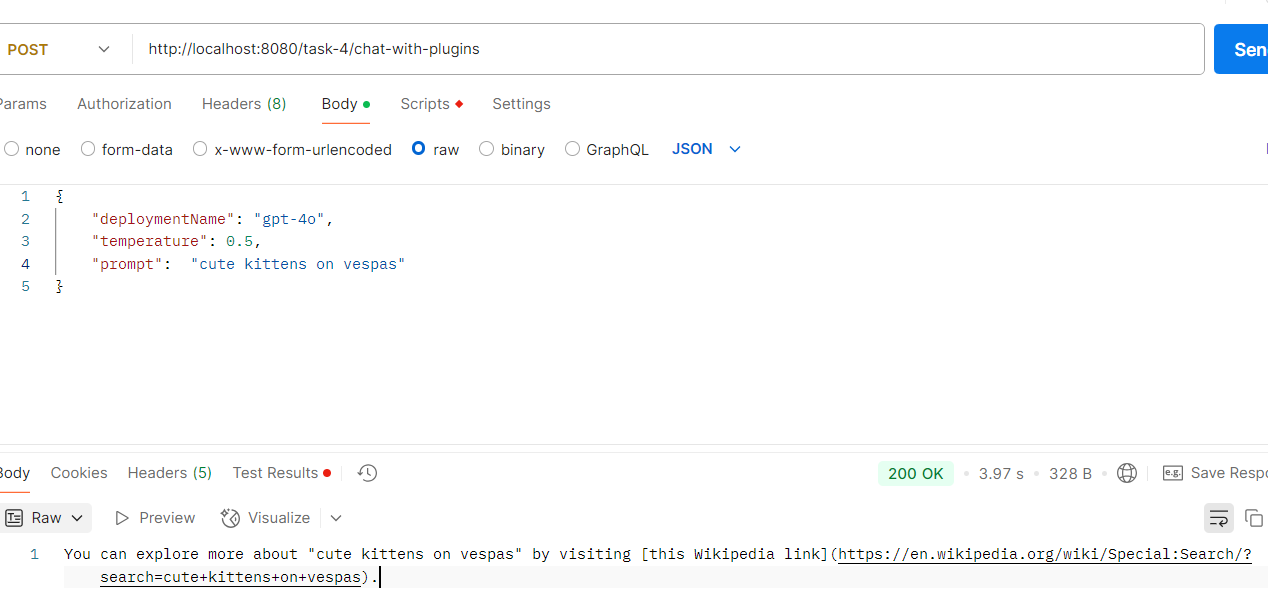 POST http://localhost:8080/task-4/chat-with-plugins Sen
Params Authorization Headers (8) Body Scripts Settings
none form-data x-www-form-urlencoded raw binary GraphQL JSON
1 {
2 "deploymentName": "gpt-4o",
3 "temperature": 0.5,
4 "prompt": "cute kittens on vespas"
5 }
Body Cookies Headers (5) Test Results 200 OK 3.97 s 328 B e.g. Save Respo
Raw Preview Visualize
1 You can explore more about "cute kittens on vespas" by visiting [this Wikipedia link](https://en.wikipedia.org/wiki/Special:Search/?
search=cute+kittens+on+vespas).